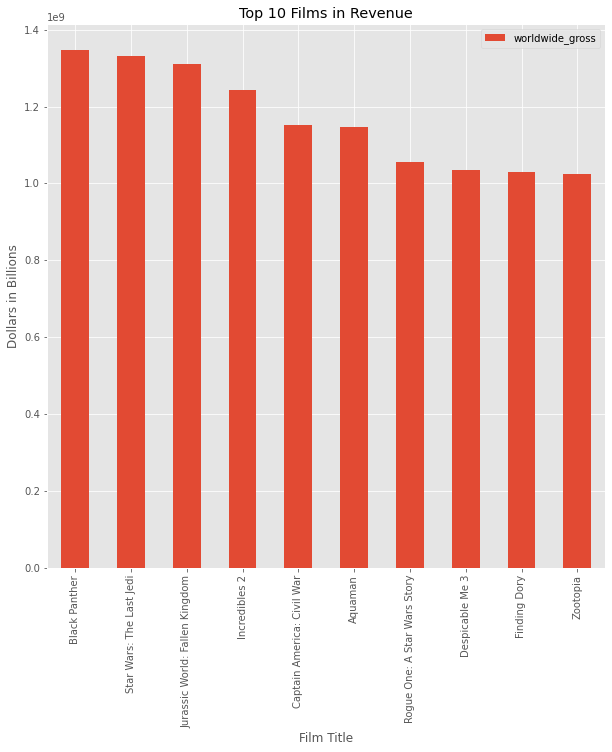 Top 10 Films in Revenue
1e9
worldwide_gross
1.4
1.2
1.0
0.8
0.6
0.4
0.2
0.0
Dollars in Billions
Black Panther
Star Wars: The Last Jedi
Jurassic World: Fallen Kingdom
Incredibles 2
Captain America: Civil War
Aquaman
Rogue One: A Star Wars Story
Despicable Me 3
Finding Dory
Zootopia
Film Title